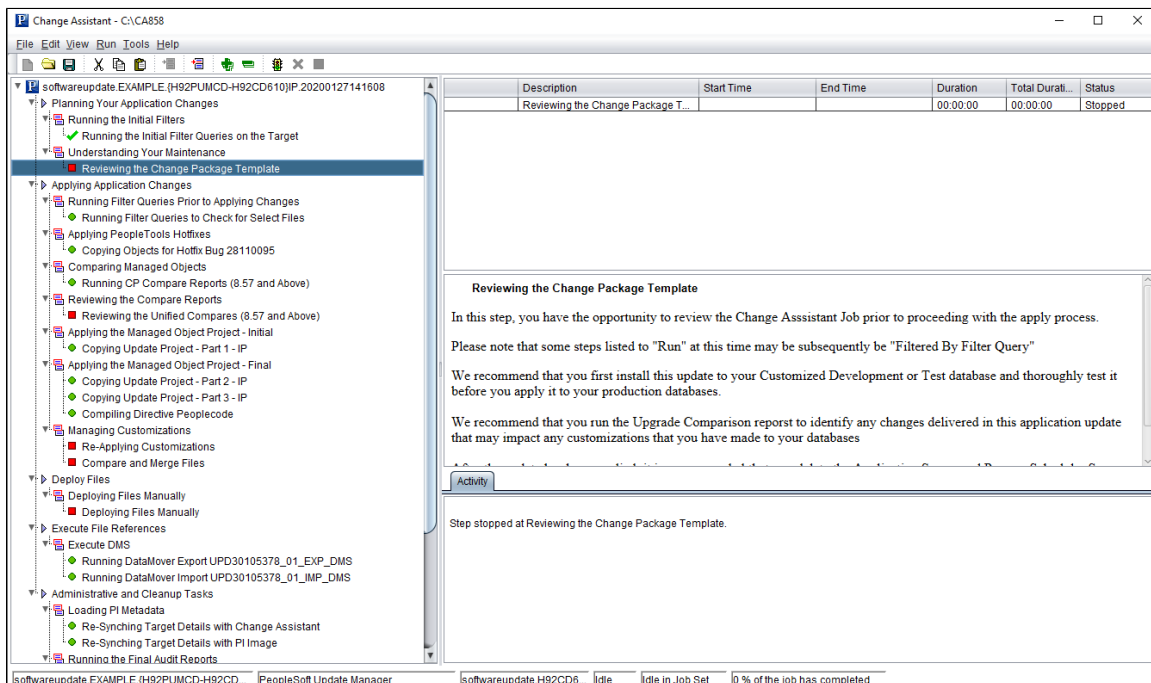 Change Assistant - C:\CA858
File Edit View Run Tools Help
softwareupdate.EXAMPLE.{H92PUMCD-H92CD610}IP.20200127141608
Planning Your Application Changes
Running the Initial Filters
Running the Initial Filter Queries on the Target
Understanding Your Maintenance
Reviewing the Change Package Template
Applying Application Changes
Running Filter Queries Prior to Applying Changes
Running Filter Queries to Check for Select Files
Applying PeopleTools Hotfixes
Copying Objects for Hotfix Bug 28110095
Comparing Managed Objects
Running CP Compare Reports (8.57 and Above)
Reviewing the Compare Reports
Reviewing the Unified Compares (8.57 and Above)
Applying the Managed Object Project - Initial
Copying Update Project - Part 1 - IP
Applying the Managed Object Project - Final
Copying Update Project - Part 2 - IP
Copying Update Project - Part 3 - IP
Compiling Directive Peoplecode
Managing Customizations
Re-Applying Customizations
Compare and Merge Files
Deploy Files
Deploying Files Manually
Deploying Files Manually
Execute File References
Execute DMS
Running DataMover Export UPD30105378_01_EXP_DMS
Running DataMover Import UPD30105378_01_IMP_DMS
Administrative and Cleanup Tasks
Loading PI Metadata
Re-Synching Target Details with Change Assistant
Re-Synching Target Details with PI Image
Running the Final Audit Reports
Description Start Time End Time Duration Total Durati... Status
Reviewing the Change Package T... 00:00:00 00:00:00 Stopped
Reviewing the Change Package Template
In this step, you have the opportunity to review the Change Asssistant Job prior to proceeding with the apply process.
Please note that some steps listed to "Run" at this time may be subsequently be "Filtered By Filter Query"
We recommend that you first install this update to your Customized Development or Test database and thoroughly test it
before you apply it to your production databases.
We recommend that you run the Upgrade Comparison reporst to identify any changes delivered in this application update
that may impact any customizations that you have made to your databases
Activity
Step stopped at Reviewing the Change Package Template.
softwareupdate.EXAMPLE.{H92PUMCD-H92CD... PeopleSoft Update Manager softwareupdate H92CD6... Idle Idle in Job Set 0 % of the job has completed